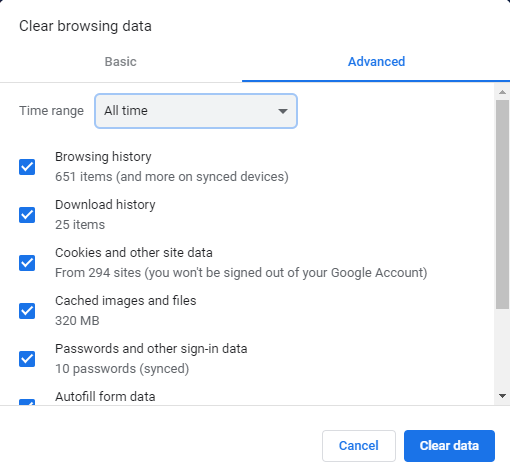 Clear browsing data
Basic
Advanced
Time range
All time
Browsing history
651 items (and more on synced devices)
Download history
25 items
Cookies and other site data
From 294 sites (you won't be signed out of your Google Account)
Cached images and files
320 MB
Passwords and other sign-in data
10 passwords (synced)
Autofill form data
Cancel
Clear data